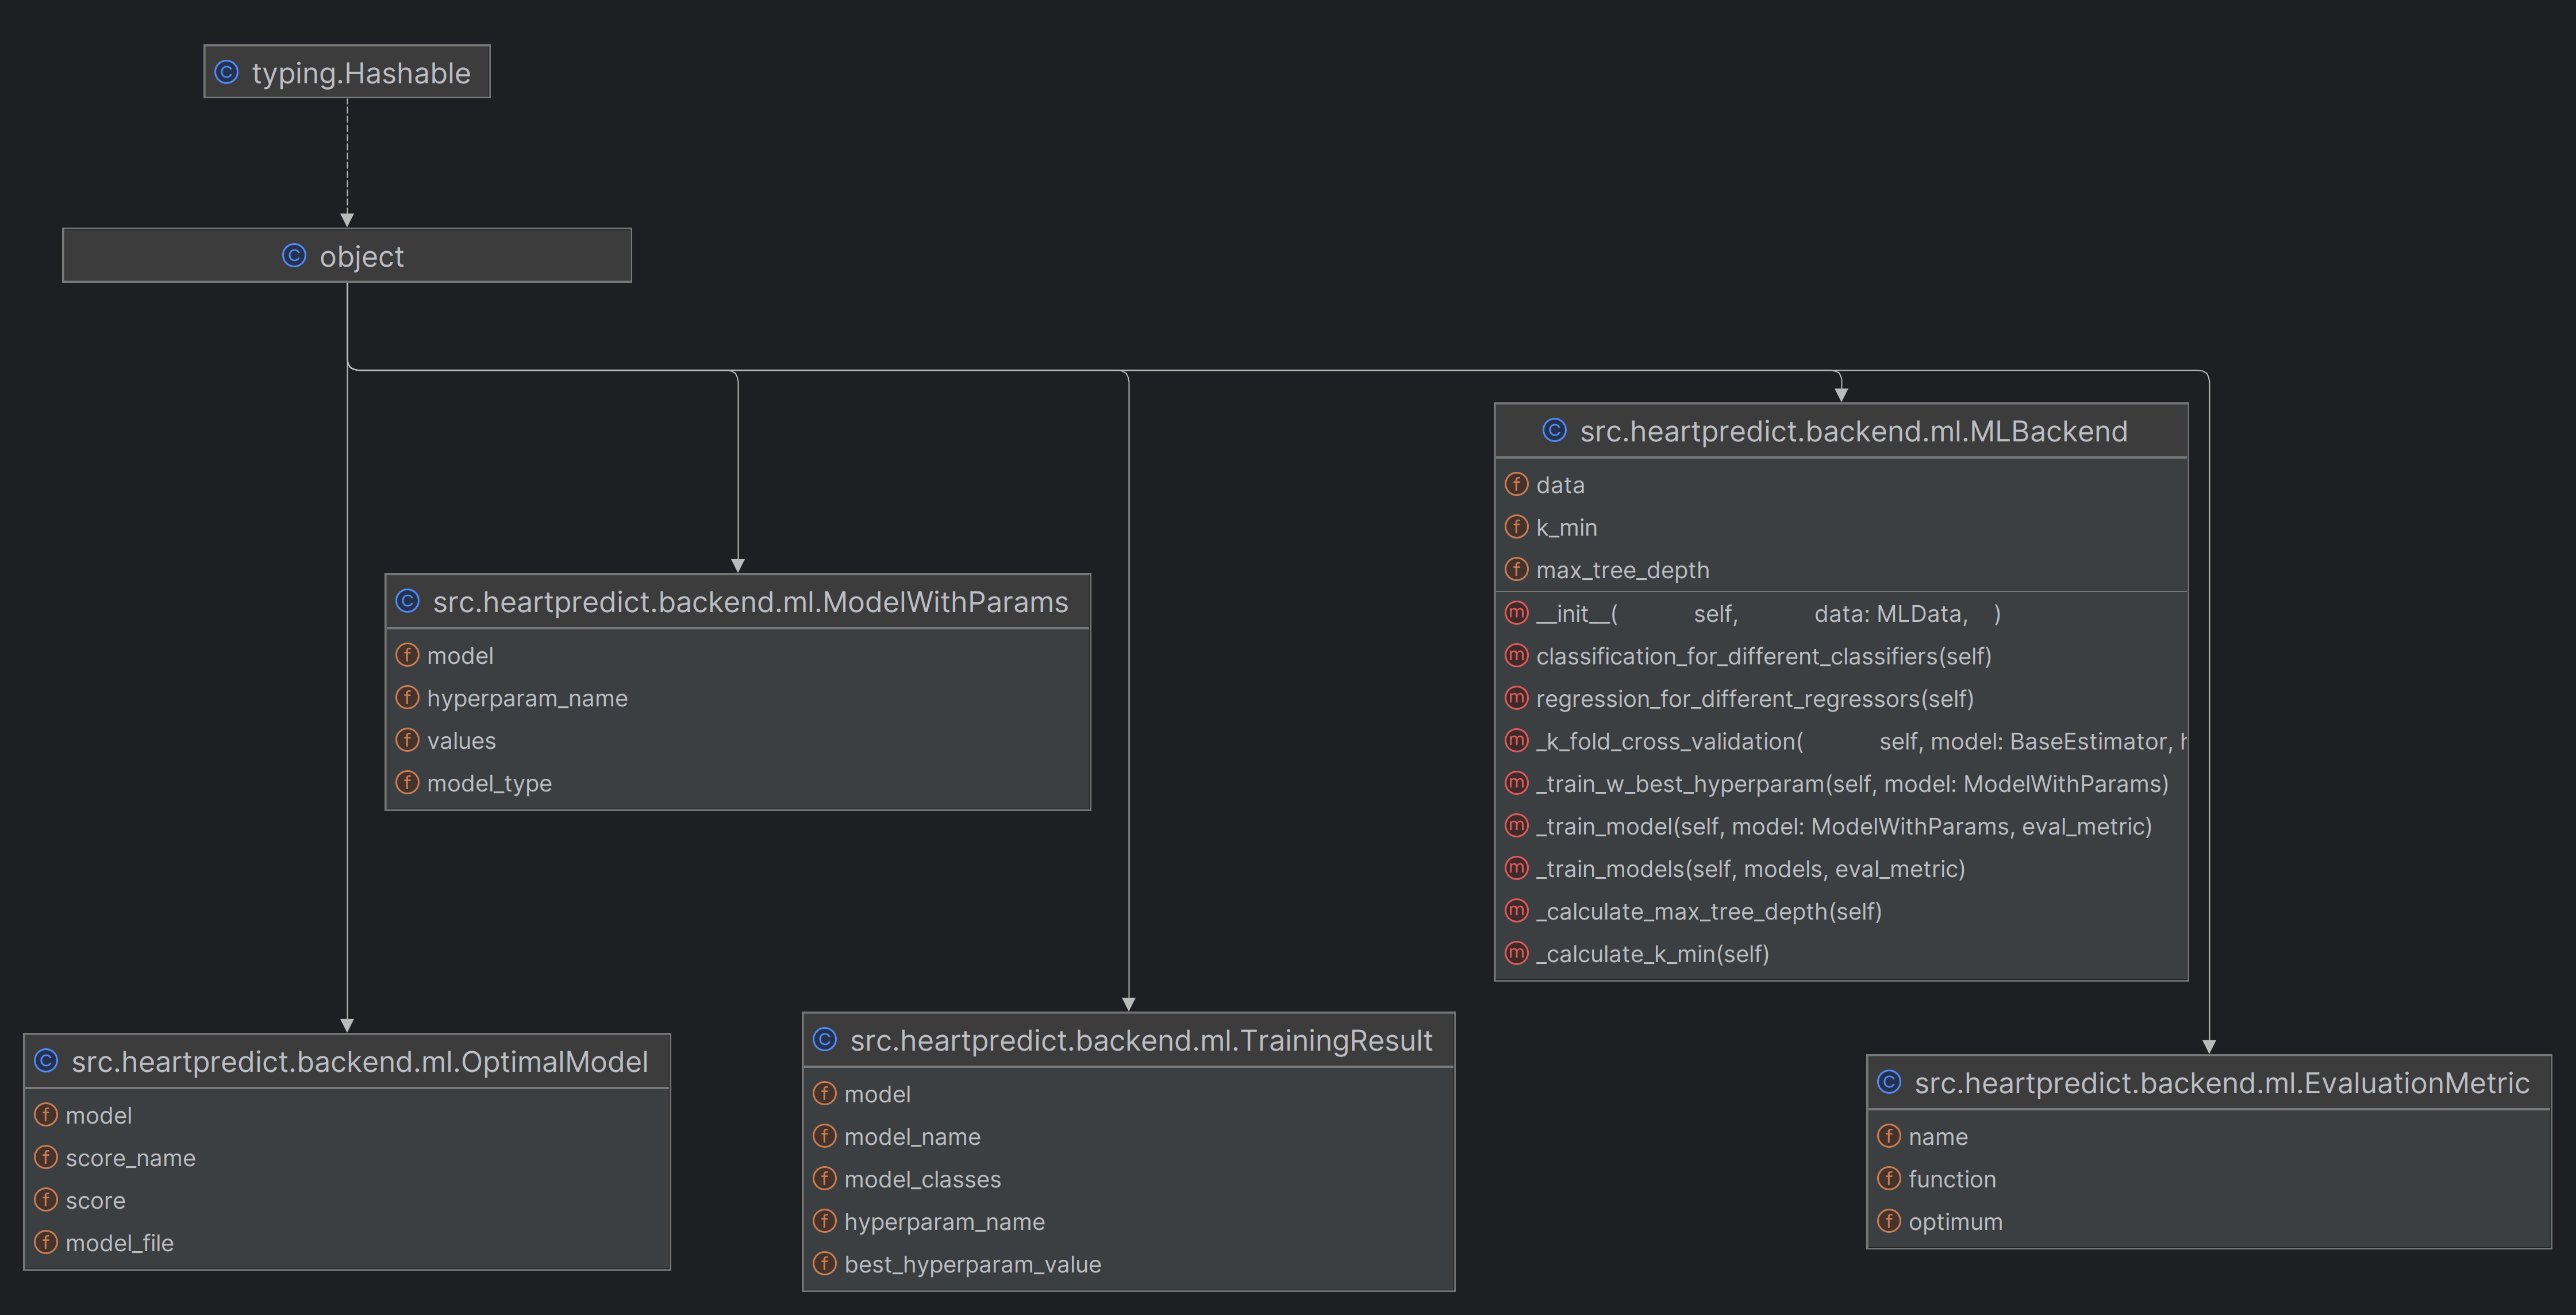 typing.Hashable
object
src.heartpredict.backend.ml.MLBackend
data
k_min
max_tree_depth
__init__( self, data: MLData, )
classification_for_different_classifiers(self)
regression_for_different_regressors(self)
_k_fold_cross_validation( self, model: BaseEstimator,
_train_w_best_hyperparam(self, model: ModelWithParams)
_train_model(self, model: ModelWithParams, eval_metric)
_train_models(self, models, eval_metric)
_calculate_max_tree_depth(self)
_calculate_k_min(self)
src.heartpredict.backend.ml.ModelWithParams
model
hyperparam_name
values
model_type
src.heartpredict.backend.ml.OptimalModel
model
score_name
score
model_file
src.heartpredict.backend.ml.TrainingResult
model
model_name
model_classes
hyperparam_name
best_hyperparam_value
src.heartpredict.backend.ml.EvaluationMetric
name
function
optimum